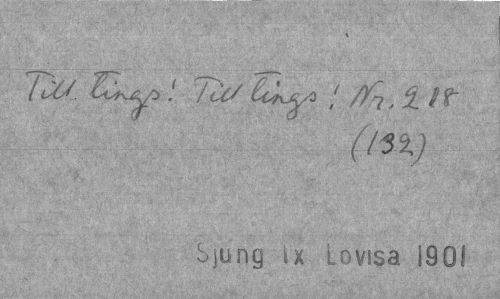 Till tings! Till tings! Nr. 218
(132)
Sjung Ix Lovisa 1901